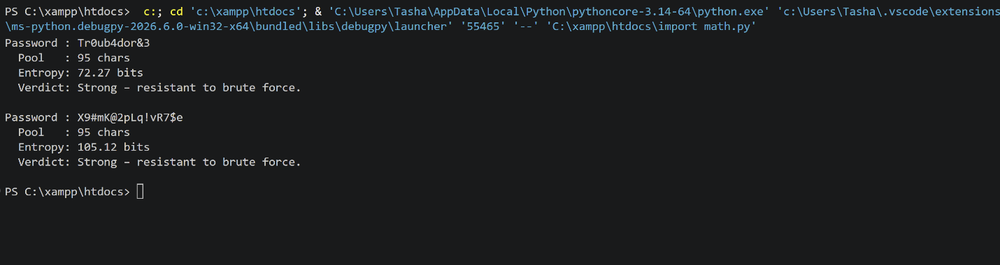 PS C:\xampp\htdocs>  c:; cd 'c:\xampp\htdocs'; & 'C:\Users\Tasha\AppData\Local\Python\pythoncore-3.14-64\python.exe' 'c:\Users\Tasha\.vscode\extensions
\ms-python.debugpy-2026.6.0-win32-x64\bundled\libs\debugpy\launcher' '55465' '--' 'C:\xampp\htdocs\import math.py'
Password : Tr0ub4dor&3
  Pool   : 95 chars
  Entropy: 72.27 bits
  Verdict: Strong – resistant to brute force.

Password : X9#mK@2pLq!vR7$e
  Pool   : 95 chars
  Entropy: 105.12 bits
  Verdict: Strong – resistant to brute force.

PS C:\xampp\htdocs>